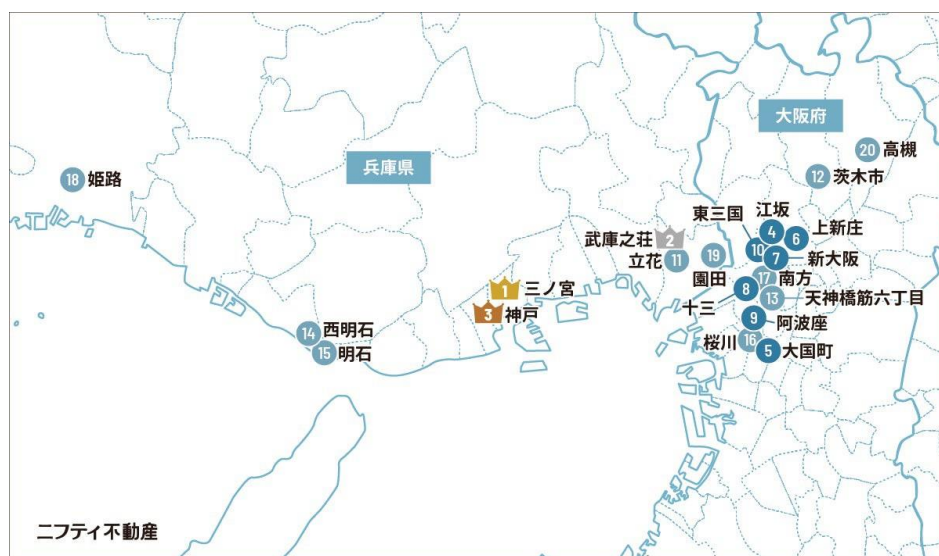 大阪府
20 高槻
兵庫県
12 茨木市
18 姫路
江坂
東三国
4
上新庄
6
武庫之荘 2
10
立花 11
19
7
新大阪
園田
17 南方
1 三ノ宮
8
13
天神橋筋六丁目
十三
3 神戸
9
阿波座
14 西明石
桜川 16
15 明石
5 大国町
ニフティ不動産